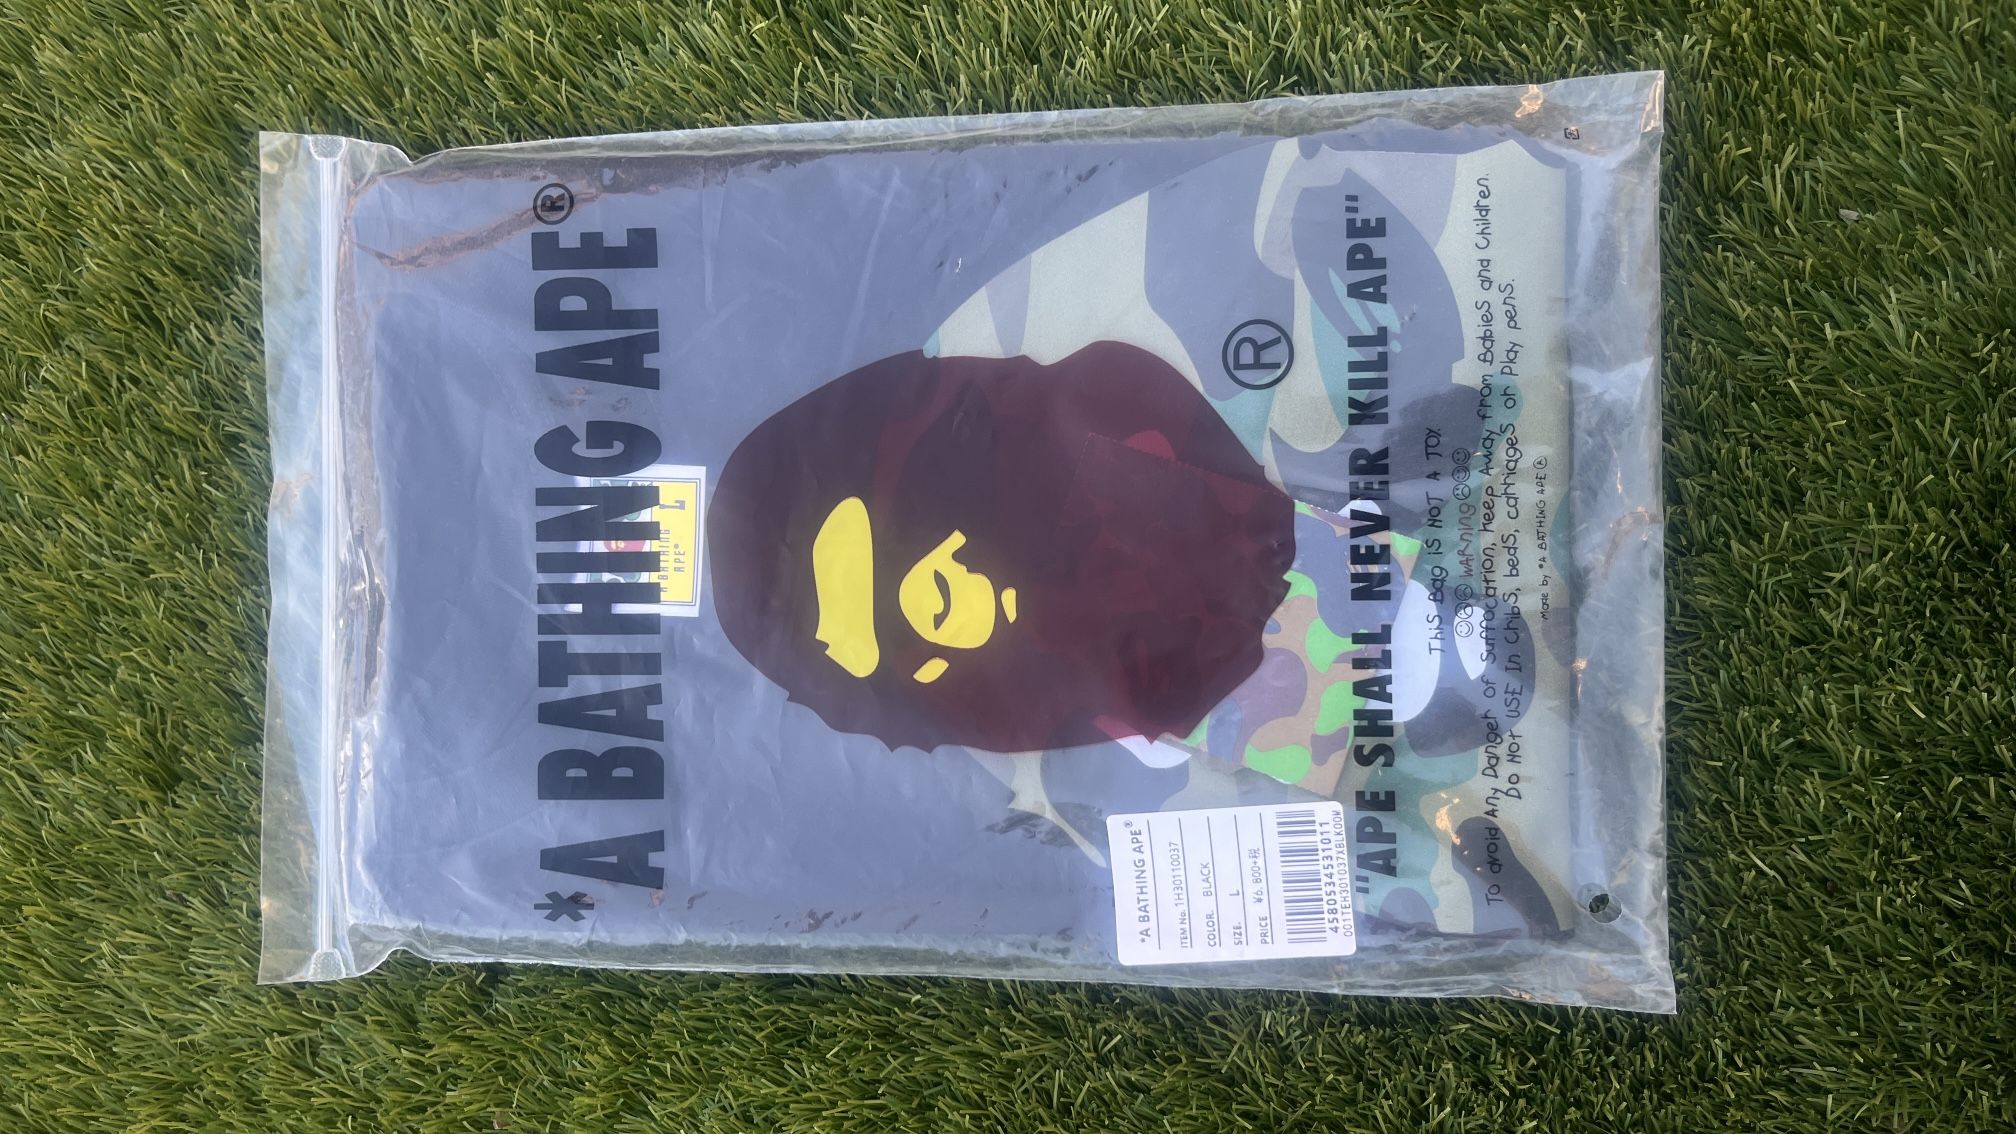 *A BATHING APE®
A BATHING
APE®
L
®
"APE SHALL NEVER KILL APE"
This Bag iS NOT A TOY
WARNing
To avoid Any Danger of Suffocation, keep Away from Babies and Children.
Do Not USE In Cribs, beds, carriages or Play pens.
Made by *A BATHING APE®
*A BATHING APE®
ITEM No. 1H30110037
COLOR. BLACK
SIZE. L
PRICE ¥6,800+税
4580534531011
001TEH301037XBLK00M